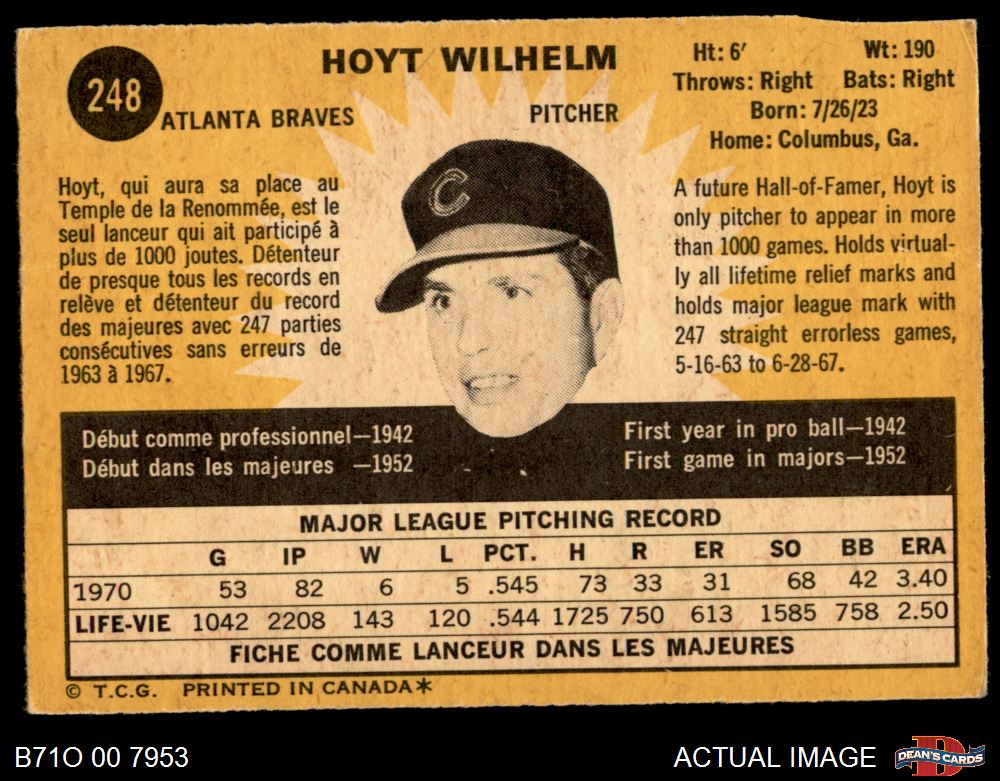 248
HOYT WILHELM
ATLANTA BRAVES
PITCHER
Ht: 6′ Wt: 190
Throws: Right Bats: Right
Born: 7/26/23
Home: Columbus, Ga.
Hoyt, qui aura sa place au
Temple de la Renommée, est le
seul lanceur qui ait participé à
plus de 1000 joutes. Détenteur
de presque tous les records en
relève et détenteur du record
des majeures avec 247 parties
consécutives sans erreurs de
1963 à 1967.
C
A future Hall-of-Famer, Hoyt is
only pitcher to appear in more
than 1000 games. Holds virtual-
ly all lifetime relief marks and
holds major league mark with
247 straight errorless games,
5-16-63 to 6-28-67.
Début comme professionnel—1942
Début dans les majeures —1952
First year in pro ball—1942
First game in majors—1952
MAJOR LEAGUE PITCHING RECORD
G IP W L PCT. H R ER SO BB ERA
1970 53 82 6 5 .545 73 33 31 68 42 3.40
LIFE-VIE 1042 2208 143 120 .544 1725 750 613 1585 758 2.50
FICHE COMME LANCEUR DANS LES MAJEURES
© T.C.G. PRINTED IN CANADA*
B71O 00 7953
ACTUAL IMAGE
D
DEAN'S CARDS